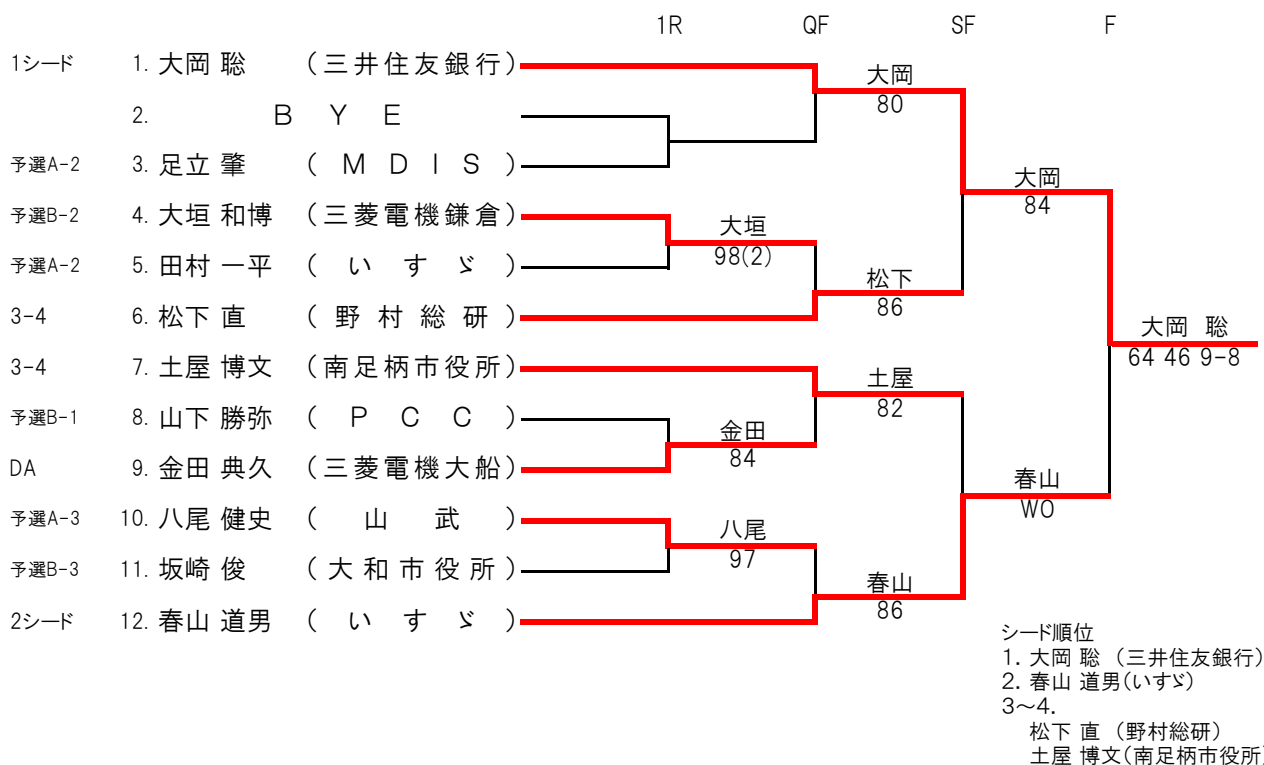 1R QF SF F
1シード 1. 大岡 聡 (三井住友銀行)
大岡
80
2. BYE
予選A-2 3. 足立 肇 (MDIS)
大岡
84
予選B-2 4. 大垣 和博 (三菱電機鎌倉)
大垣
98(2)
予選A-2 5. 田村 一平 (いすゞ)
松下
86
3-4 6. 松下 直 (野村総研)
大岡 聡
64 46 9-8
3-4 7. 土屋 博文 (南足柄市役所)
土屋
82
予選B-1 8. 山下 勝弥 (PCC)
金田
84
DA 9. 金田 典久 (三菱電機大船)
春山
WO
予選A-3 10. 八尾 健史 (山武)
八尾
97
予選B-3 11. 坂崎 俊 (大和市役所)
春山
86
2シード 12. 春山 道男 (いすゞ)
シード順位
1. 大岡 聡 (三井住友銀行)
2. 春山 道男(いすゞ)
3~4.
松下 直 (野村総研)
土屋 博文(南足柄市役所)